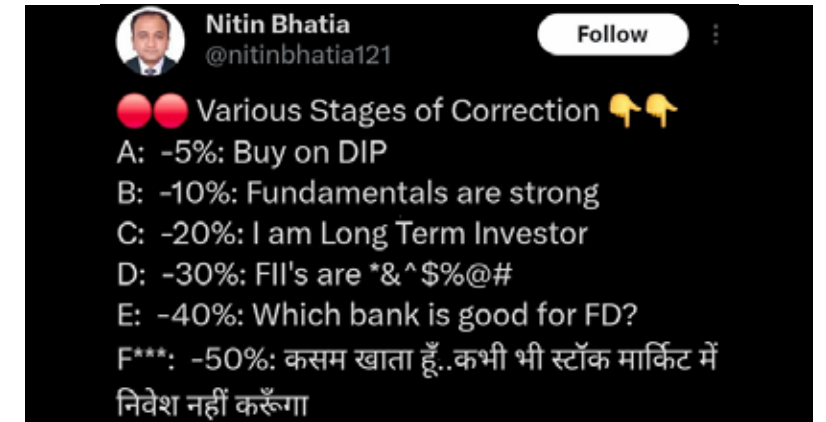 Nitin Bhatia
@nitinbhatia121
Follow
🔴🔴 Various Stages of Correction 👇👇
A: -5%: Buy on DIP
B: -10%: Fundamentals are strong
C: -20%: I am Long Term Investor
D: -30%: FII's are *&^$%@#
E: -40%: Which bank is good for FD?
F***: -50%: कसम खाता हूँ..कभी भी स्टॉक मार्किट में
निवेश नहीं करूँगा